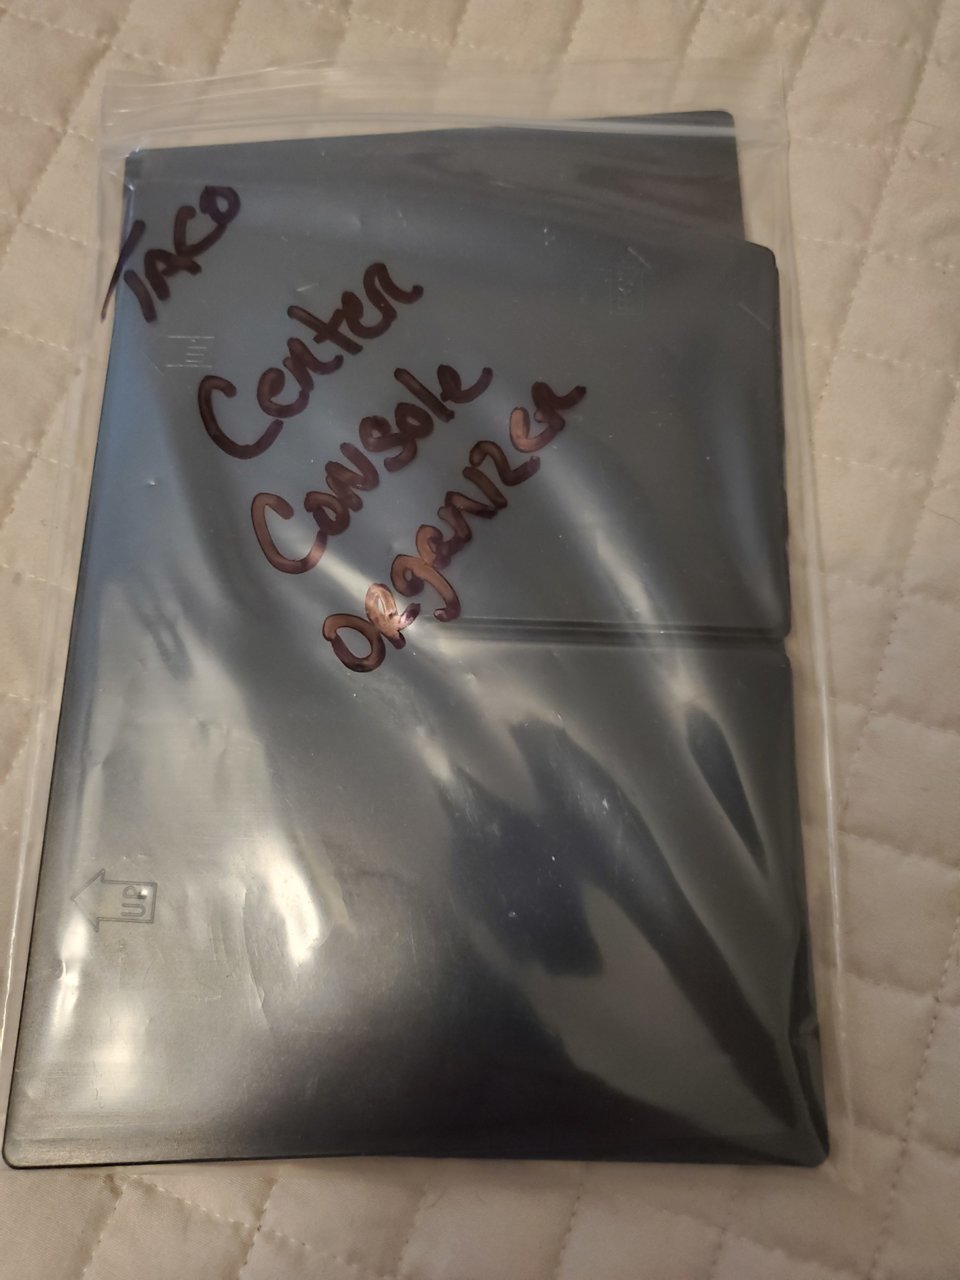 TACO
Center
Console
Organizer
UP